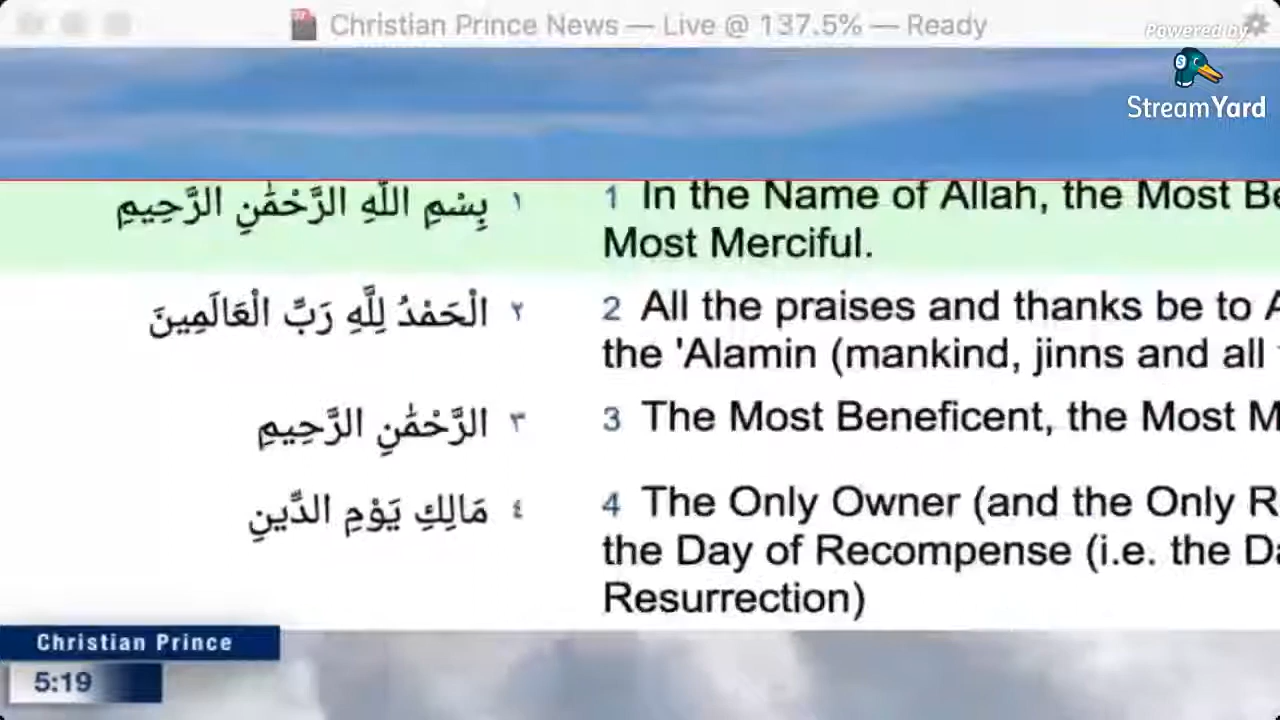 Christian Prince News — Live @ 137.5% — Ready
Powered by
StreamYard
بِسْمِ اللَّهِ الرَّحْمَٰنِ الرَّحِيمِ ١
1 In the Name of Allah, the Most Be
Most Merciful.
الْحَمْدُ لِلَّهِ رَبِّ الْعَالَمِينَ ٢
2 All the praises and thanks be to A
the 'Alamin (mankind, jinns and all
الرَّحْمَٰنِ الرَّحِيمِ ٣
3 The Most Beneficent, the Most M
مَالِكِ يَوْمِ الدِّينِ ٤
4 The Only Owner (and the Only R
the Day of Recompense (i.e. the Da
Resurrection)
Christian Prince
5:19